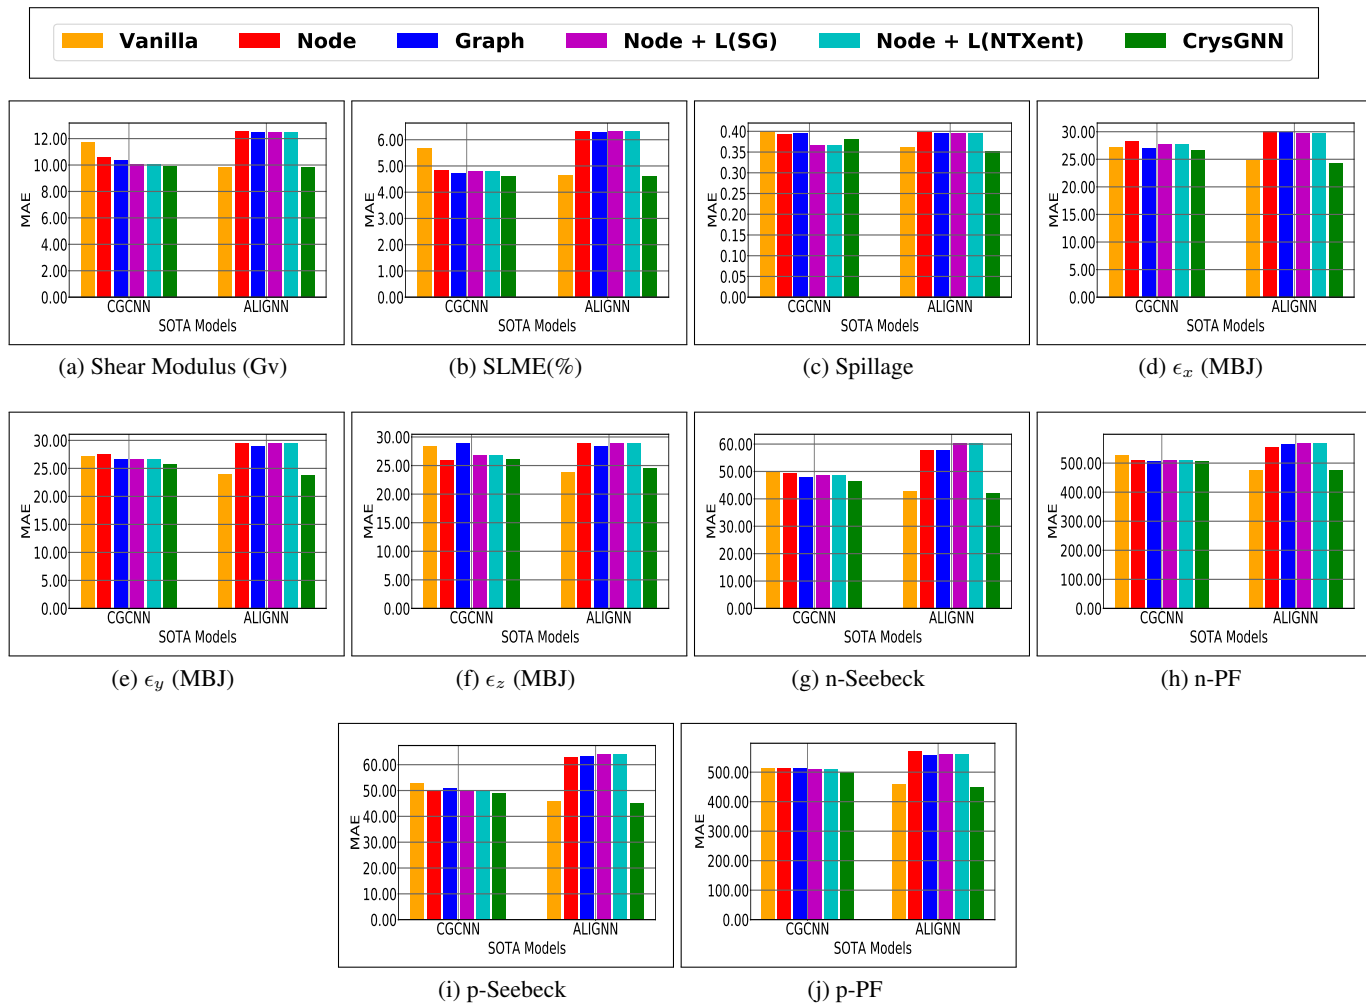 Vanilla Node Graph Node + L(SG) Node + L(NTXent) CrysGNN
MAE
12.00
10.00
8.00
6.00
4.00
2.00
0.00
CGCNN ALIGNN
SOTA Models
(a) Shear Modulus (Gv)
MAE
6.00
5.00
4.00
3.00
2.00
1.00
0.00
CGCNN ALIGNN
SOTA Models
(b) SLME(%)
MAE
0.40
0.35
0.30
0.25
0.20
0.15
0.10
0.05
0.00
CGCNN ALIGNN
SOTA Models
(c) Spillage
MAE
30.00
25.00
20.00
15.00
10.00
5.00
0.00
CGCNN ALIGNN
SOTA Models
(d) ϵx (MBJ)
MAE
30.00
25.00
20.00
15.00
10.00
5.00
0.00
CGCNN ALIGNN
SOTA Models
(e) ϵy (MBJ)
MAE
30.00
25.00
20.00
15.00
10.00
5.00
0.00
CGCNN ALIGNN
SOTA Models
(f) ϵz (MBJ)
MAE
60.00
50.00
40.00
30.00
20.00
10.00
0.00
CGCNN ALIGNN
SOTA Models
(g) n-Seebeck
MAE
500.00
400.00
300.00
200.00
100.00
0.00
CGCNN ALIGNN
SOTA Models
(h) n-PF
MAE
60.00
50.00
40.00
30.00
20.00
10.00
0.00
CGCNN ALIGNN
SOTA Models
(i) p-Seebeck
MAE
500.00
400.00
300.00
200.00
100.00
0.00
CGCNN ALIGNN
SOTA Models
(j) p-PF